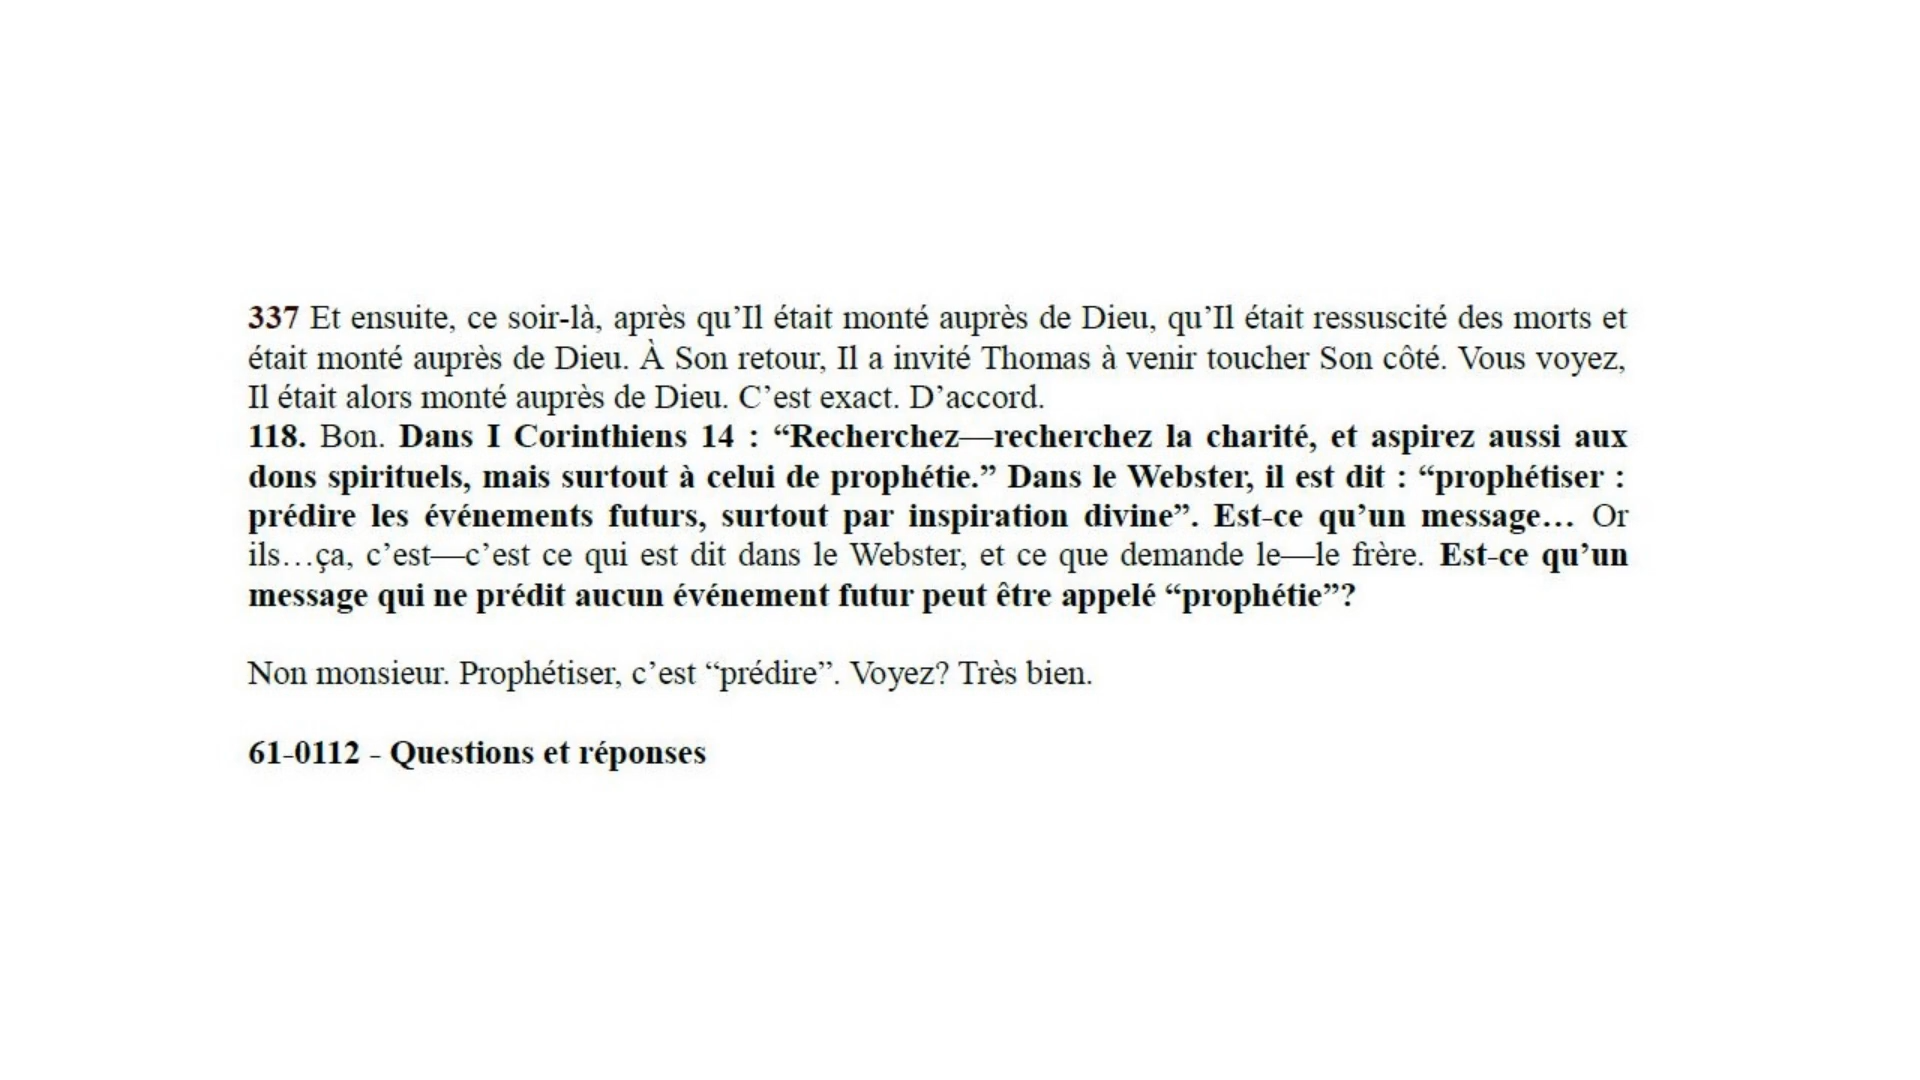 337 Et ensuite, ce soir-là, après qu’Il était monté auprès de Dieu, qu’Il était ressuscité des morts et
était monté auprès de Dieu. À Son retour, Il a invité Thomas à venir toucher Son côté. Vous voyez,
Il était alors monté auprès de Dieu. C’est exact. D’accord.
118. Bon. Dans I Corinthiens 14 : “Recherchez—recherchez la charité, et aspirez aussi aux
dons spirituels, mais surtout à celui de prophétie.” Dans le Webster, il est dit : “prophétiser :
prédire les événements futurs, surtout par inspiration divine”. Est-ce qu’un message… Or
ils…ça, c’est—c’est ce qui est dit dans le Webster, et ce que demande le—le frère. Est-ce qu’un
message qui ne prédit aucun événement futur peut être appelé “prophétie”?
Non monsieur. Prophétiser, c’est “prédire”. Voyez? Très bien.
61-0112 - Questions et réponses